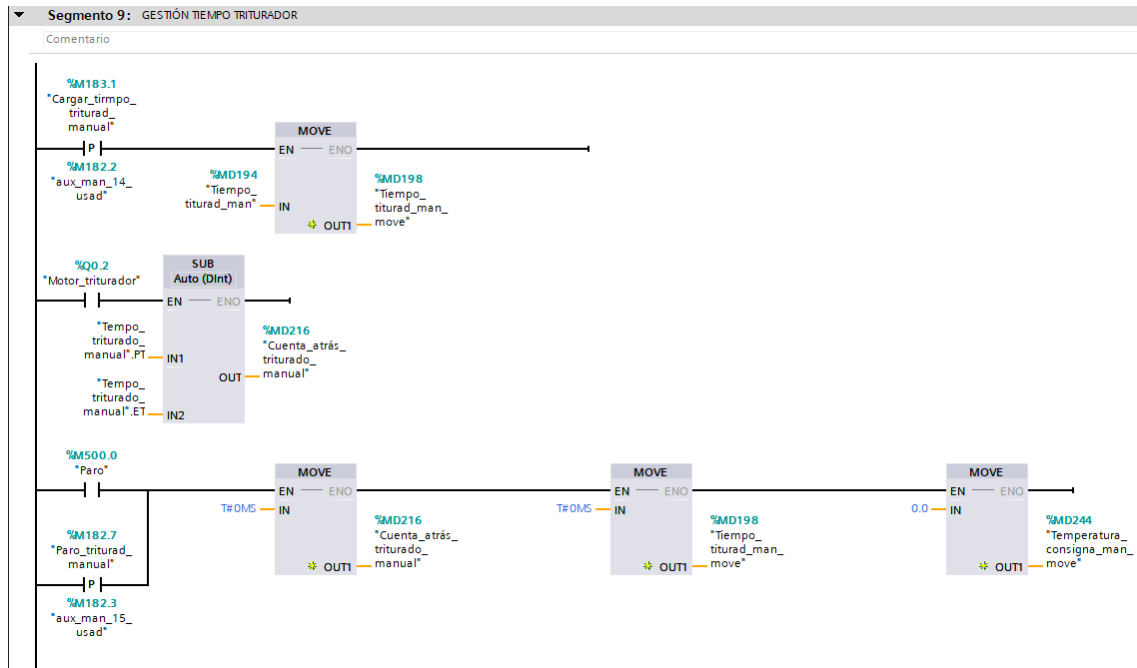 Segmento 9: GESTIÓN TIEMPO TRITURADOR
Comentario
%M183.1
"Cargar_tirmpo_
triturad_
manual"
P
%M182.2
"aux_man_14_
usad"
MOVE
EN ENO
%MD194
"Tiempo_
titurad_man"
IN
OUT1
%MD198
"Tiempo_
titurad_man_
move"
%Q0.2
"Motor_triturador"
SUB
Auto (DInt)
EN ENO
"Tempo_
triturado_
manual".PT
IN1
"Tempo_
triturado_
manual".ET
IN2
OUT
%MD216
"Cuenta_atrás_
triturado_
manual"
%M500.0
"Paro"
%M182.7
"Paro_triturad_
manual"
P
%M182.3
"aux_man_15_
usad"
MOVE
EN ENO
T#0MS
IN
OUT1
%MD216
"Cuenta_atrás_
triturado_
manual"
MOVE
EN ENO
T#0MS
IN
OUT1
%MD198
"Tiempo_
titurad_man_
move"
MOVE
EN ENO
0.0
IN
OUT1
%MD244
"Temperatura_
consigna_man_
move"